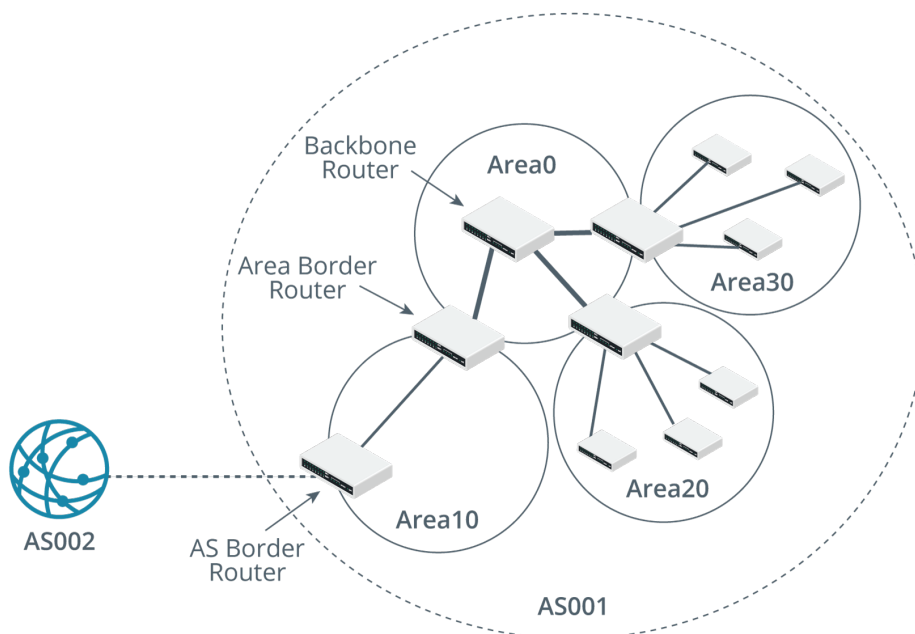 Backbone
Router
Area0
Area Border
Router
Area30
Area20
Area10
AS002
AS Border
Router
AS001